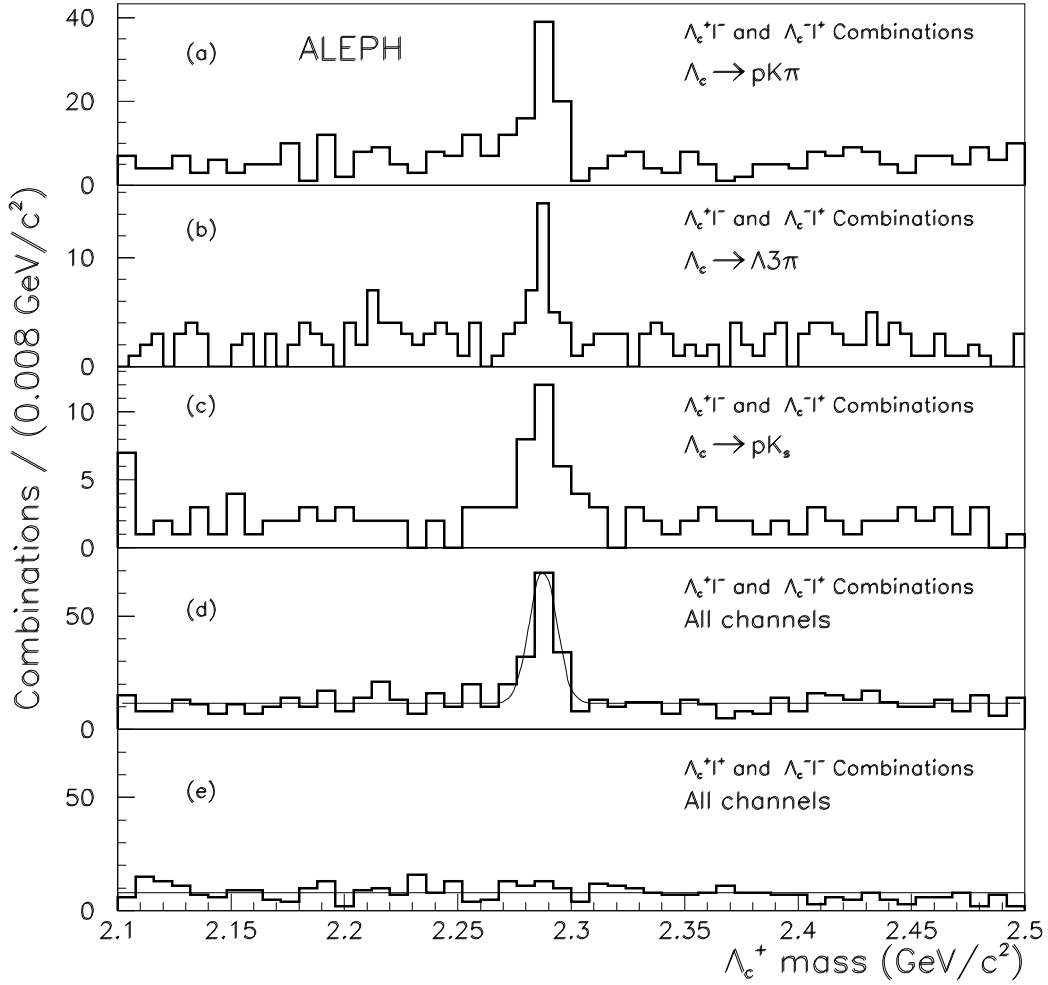 Combinations / (0.008 GeV/c²)
40
20
0
(a)
ALEPH
Λc⁺l⁻ and Λc⁻l⁺ Combinations
Λc → pKπ
10
0
(b)
Λc⁺l⁻ and Λc⁻l⁺ Combinations
Λc → Λ3π
10
5
0
(c)
Λc⁺l⁻ and Λc⁻l⁺ Combinations
Λc → pKs
50
0
(d)
Λc⁺l⁻ and Λc⁻l⁺ Combinations
All channels
50
0
(e)
Λc⁺l⁺ and Λc⁻l⁻ Combinations
All channels
2.1 2.15 2.2 2.25 2.3 2.35 2.4 2.45 2.5
Λc⁺ mass (GeV/c²)